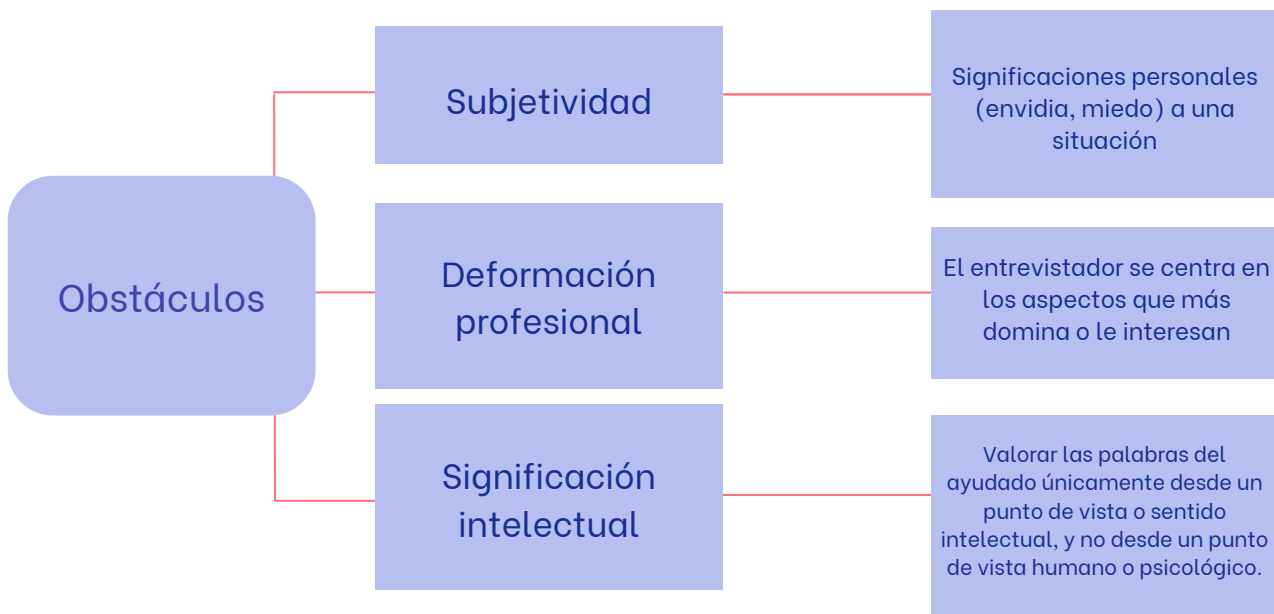 Obstáculos
Subjetividad
Significaciones personales
(envidia, miedo) a una
situación
Deformación
profesional
El entrevistador se centra en
los aspectos que más
domina o le interesan
Significación
intelectual
Valorar las palabras del
ayudado únicamente desde un
punto de vista o sentido
intelectual, y no desde un punto
de vista humano o psicológico.